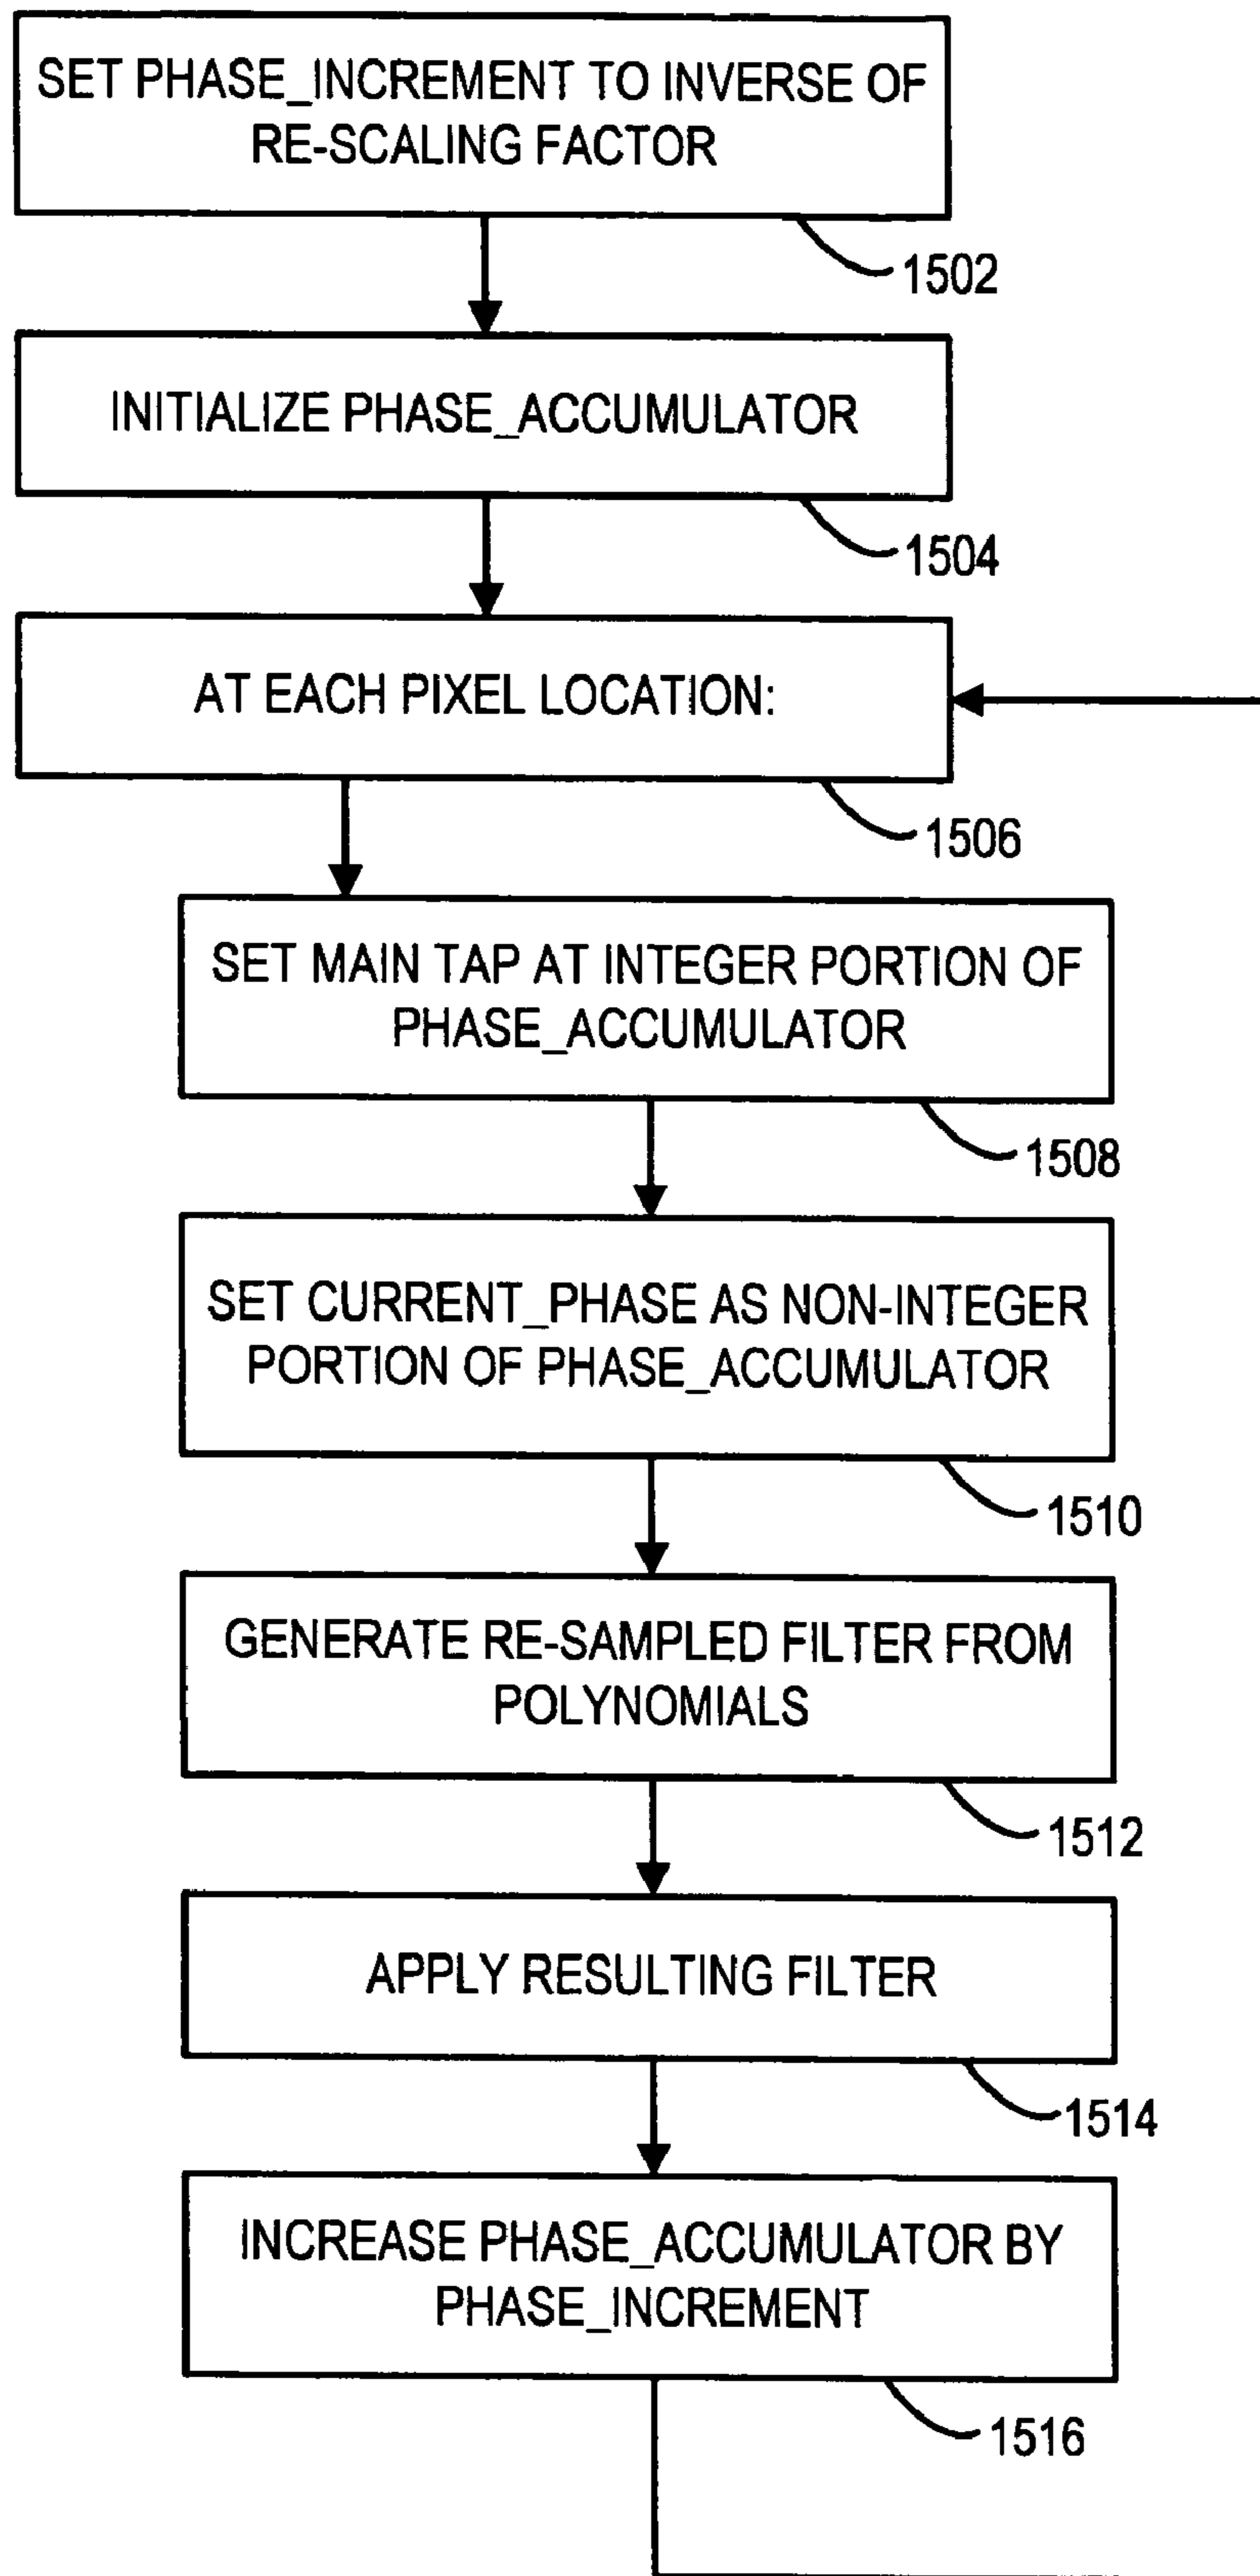 SET PHASE_INCREMENT TO INVERSE OF
RE-SCALING FACTOR
1502
INITIALIZE PHASE_ACCUMULATOR
1504
AT EACH PIXEL LOCATION:
1506
SET MAIN TAP AT INTEGER PORTION OF
PHASE_ACCUMULATOR
1508
SET CURRENT_PHASE AS NON-INTEGER
PORTION OF PHASE_ACCUMULATOR
1510
GENERATE RE-SAMPLED FILTER FROM
POLYNOMIALS
1512
APPLY RESULTING FILTER
1514
INCREASE PHASE_ACCUMULATOR BY
PHASE_INCREMENT
1516